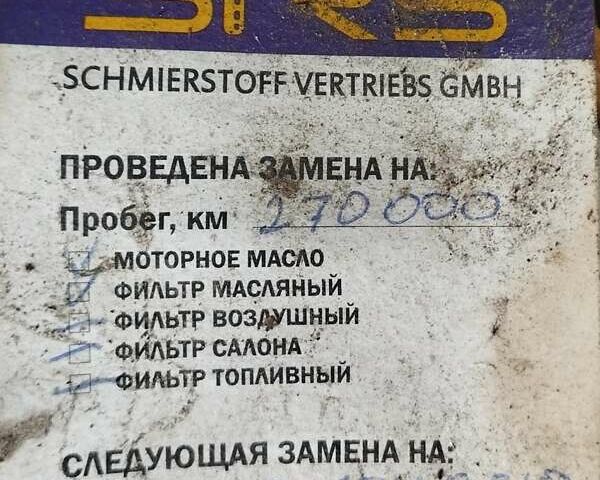 SRS
SCHMIERSTOFF VERTRIEBS GMBH
ПРОВЕДЕНА ЗАМЕНА НА:
Пробег, км 270 000
МОТОРНОЕ МАСЛО
ФИЛЬТР МАСЛЯНЫЙ
ФИЛЬТР ВОЗДУШНЫЙ
ФИЛЬТР САЛОНА
ФИЛЬТР ТОПЛИВНЫЙ
СЛЕДУЮЩАЯ ЗАМЕНА НА: